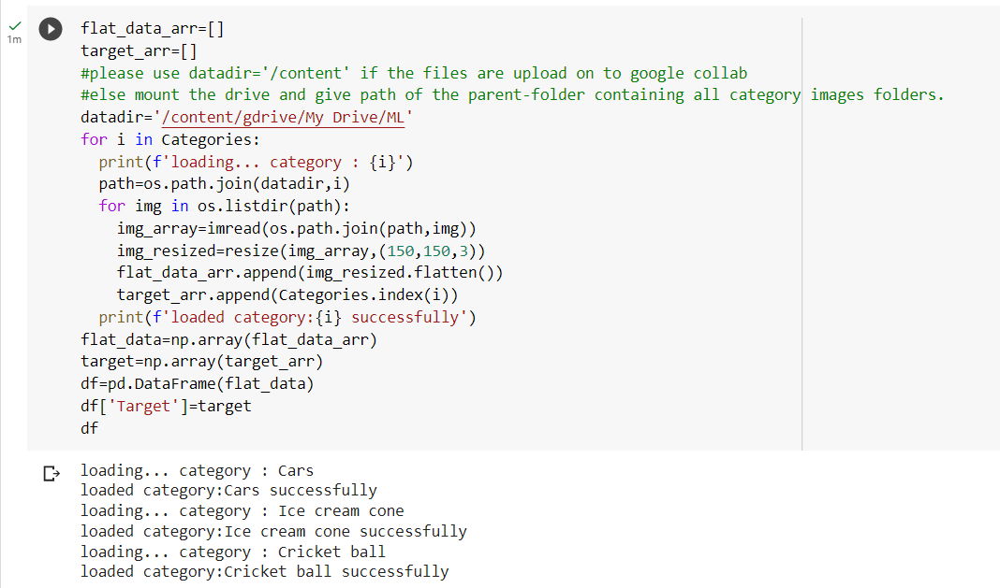 flat_data_arr=[]
1m
target_arr=[]
#please use datadir='/content' if the files are upload on to google collab
#else mount the drive and give path of the parent-folder containing all category images folders.
datadir='/content/gdrive/My Drive/ML'
for i in Categories:
  print(f'loading... category : {i}')
  path=os.path.join(datadir,i)
  for img in os.listdir(path):
    img_array=imread(os.path.join(path,img))
    img_resized=resize(img_array,(150,150,3))
    flat_data_arr.append(img_resized.flatten())
    target_arr.append(Categories.index(i))
  print(f'loaded category:{i} successfully')
flat_data=np.array(flat_data_arr)
target=np.array(target_arr)
df=pd.DataFrame(flat_data)
df['Target']=target
df
loading... category : Cars
loaded category:Cars successfully
loading... category : Ice cream cone
loaded category:Ice cream cone successfully
loading... category : Cricket ball
loaded category:Cricket ball successfully